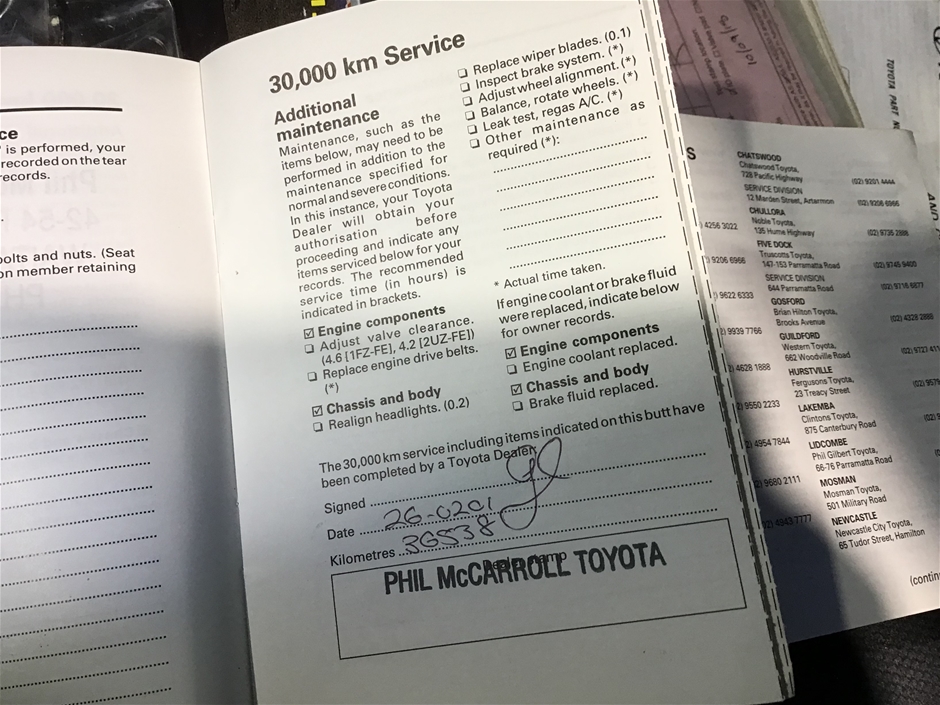 ce
' is performed, your
recorded on the tear
records.
bolts and nuts. (Seat
on member retaining
30,000 km Service
Additional
maintenance
Maintenance, such as the
items below, may need to be
performed in addition to the
maintenance specified for
normal and severe conditions.
In this instance, your Toyota
Dealer will obtain your
authorisation before
proceeding and indicate any
items serviced below for your
records. The recommended
service time (in hours) is
indicated in brackets.
☑ Engine components
❏ Adjust valve clearance.
(4.6 [1FZ-FE], 4.2 [2UZ-FE])
❏ Replace engine drive belts.
(*)
☑ Chassis and body
❏ Realign headlights. (0.2)
❏ Replace wiper blades. (0.1)
❏ Inspect brake system. (*)
❏ Adjust wheel alignment. (*)
❏ Balance, rotate wheels. (*)
❏ Leak test, regas A/C. (*)
❏ Other maintenance as
required (*):
* Actual time taken.
If engine coolant or brake fluid
were replaced, indicate below
for owner records.
☑ Engine components
❏ Engine coolant replaced.
☑ Chassis and body
❏ Brake fluid replaced.
The 30,000 km service including items indicated on this butt have
been completed by a Toyota Dealer.
Signed
Date 26-0201
Kilometres 36538
PHIL McCARROLL TOYOTA
TOYOTA PART
S
4256 3022
9206 6966
9622 6333
9939 7766
4628 1888
9550 2233
4954 7844
9680 2111
4943 7777
CHATSWOOD
Chatswood Toyota,
728 Pacific Highway (02) 9201 4444
SERVICE DIVISION
12 Marden Street, Artarmon (02) 9206 6966
CHULLORA
Noble Toyota,
135 Hume Highway (02) 9735 2888
FIVE DOCK
Truscotts Toyota,
147-153 Parramatta Road (02) 9745 9400
SERVICE DIVISION
644 Parramatta Road (02) 9716 6877
GOSFORD
Brian Hilton Toyota,
Brooks Avenue (02) 4328 2888
GUILDFORD
Western Toyota,
662 Woodville Road (02) 9723 411
HURSTVILLE
Fergusons Toyota,
23 Treacy Street
LAKEMBA
Clintons Toyota,
875 Canterbury Road
LIDCOMBE
Phil Gilbert Toyota,
66-76 Parramatta Road
MOSMAN
Mosman Toyota,
501 Military Road
NEWCASTLE
Newcastle City Toyota,
65 Tudor Street, Hamilton
(contin